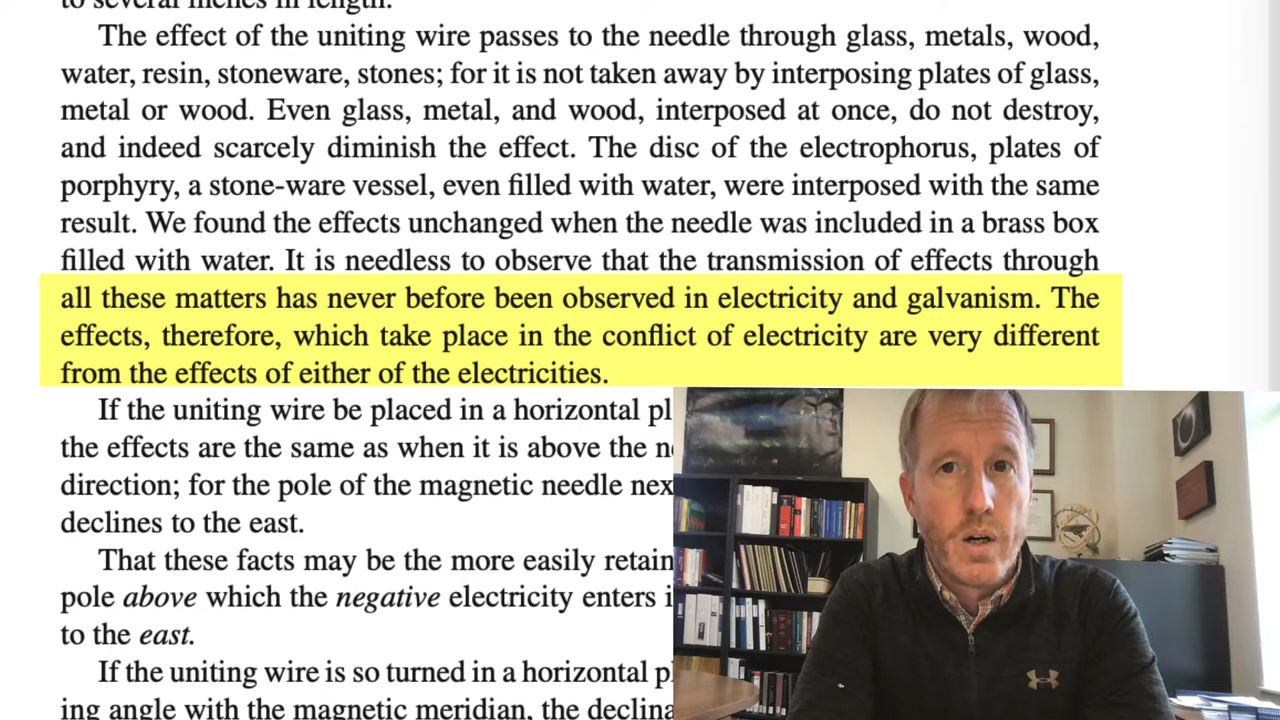 to several inches in length.
The effect of the uniting wire passes to the needle through glass, metals, wood,
water, resin, stoneware, stones; for it is not taken away by interposing plates of glass,
metal or wood. Even glass, metal, and wood, interposed at once, do not destroy,
and indeed scarcely diminish the effect. The disc of the electrophorus, plates of
porphyry, a stone-ware vessel, even filled with water, were interposed with the same
result. We found the effects unchanged when the needle was included in a brass box
filled with water. It is needless to observe that the transmission of effects through
all these matters has never before been observed in electricity and galvanism. The
effects, therefore, which take place in the conflict of electricity are very different
from the effects of either of the electricities.
If the uniting wire be placed in a horizontal pl
the effects are the same as when it is above the n
direction; for the pole of the magnetic needle nex
declines to the east.
That these facts may be the more easily retain
pole above which the negative electricity enters i
to the east.
If the uniting wire is so turned in a horizontal p
ing angle with the magnetic meridian, the declina